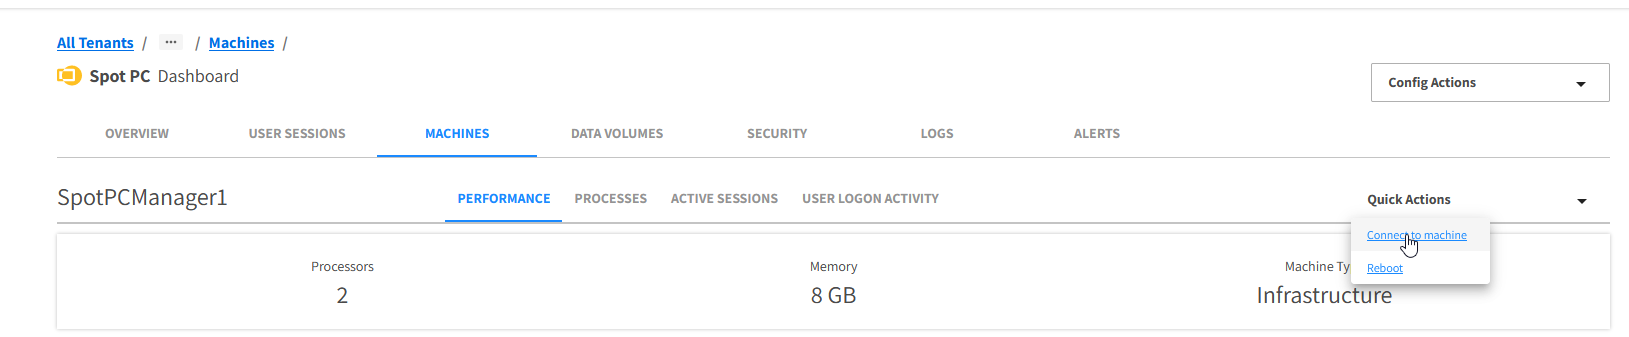 All Tenants / ··· / Machines /
Spot PC Dashboard
Config Actions
OVERVIEW USER SESSIONS MACHINES DATA VOLUMES SECURITY LOGS ALERTS
SpotPCManager1 PERFORMANCE PROCESSES ACTIVE SESSIONS USER LOGON ACTIVITY Quick Actions
Connect to machine
Reboot
Processors Memory Machine Ty
2 8 GB Infrastructure